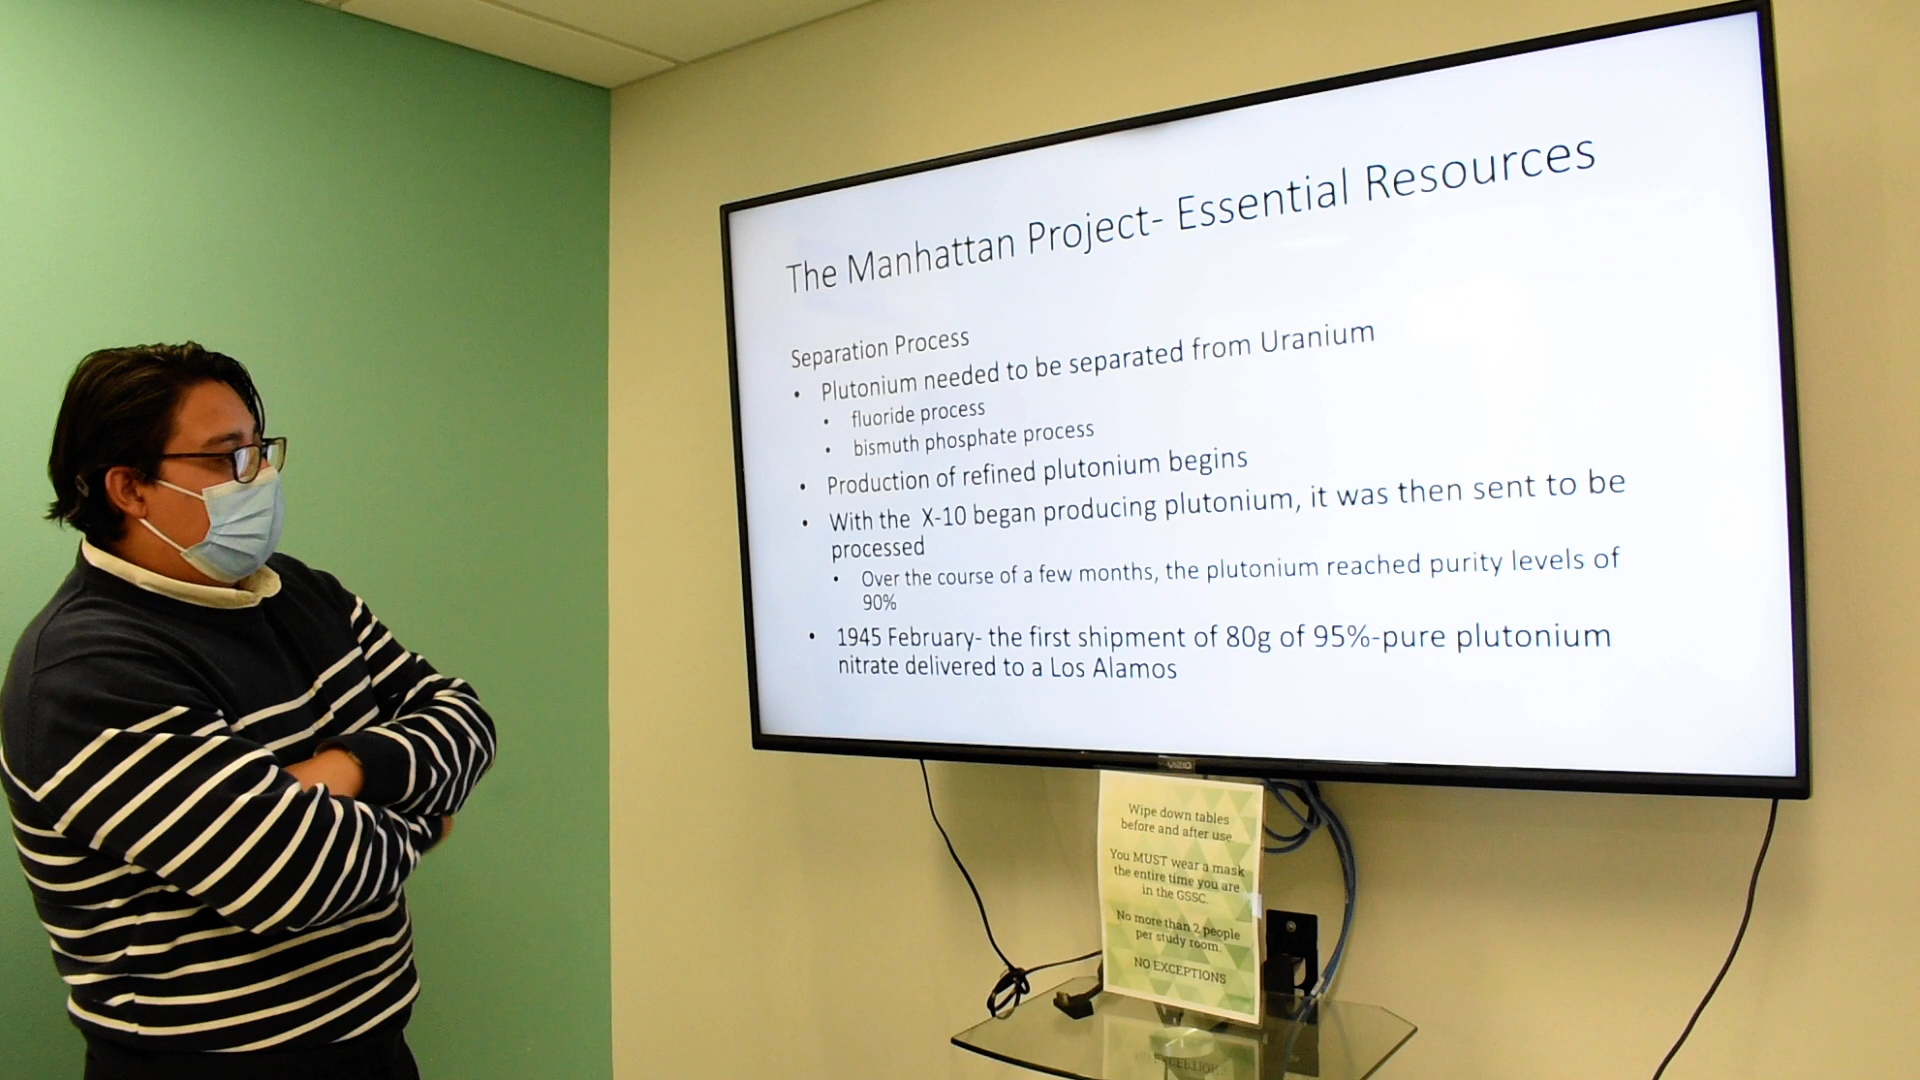 The Manhattan Project- Essential Resources
Separation Process
• Plutonium needed to be separated from Uranium
• fluoride process
• bismuth phosphate process
• Production of refined plutonium begins
• With the X-10 began producing plutonium, it was then sent to be
processed
• Over the course of a few months, the plutonium reached purity levels of
90%
• 1945 February- the first shipment of 80g of 95%-pure plutonium
nitrate delivered to a Los Alamos
VIZIO
Wipe down tables
before and after use
You MUST wear a mask
the entire time you are
in the GSSC.
No more than 2 people
per study room.
NO EXCEPTIONS